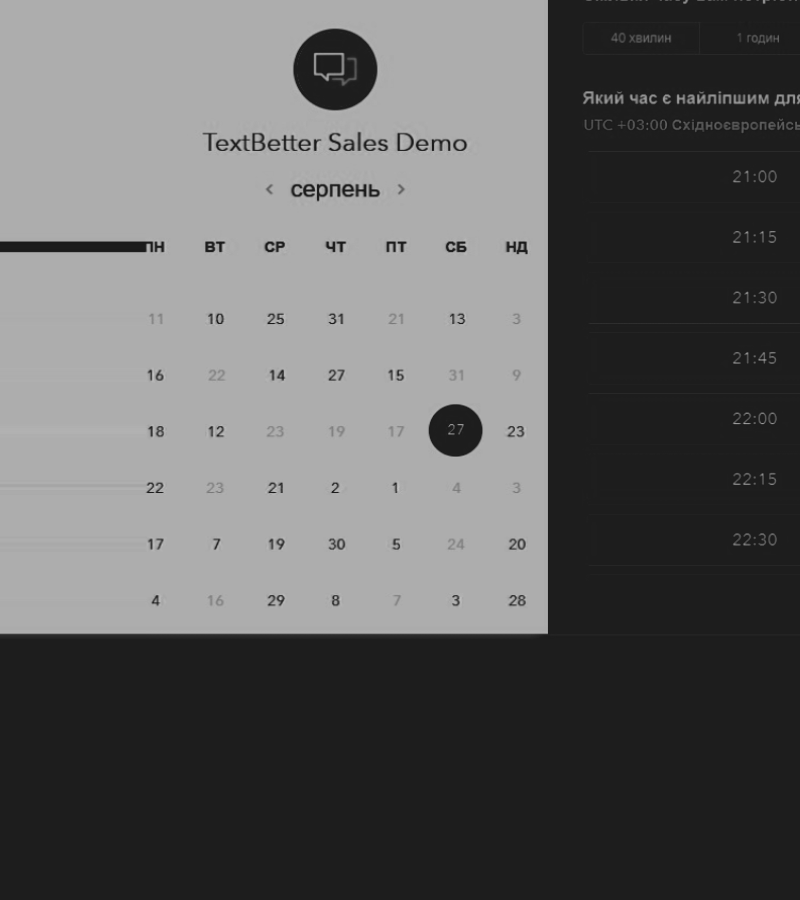 TextBetter Sales Demo
серпень
ПН ВТ СР ЧТ ПТ СБ НД
11 10 25 31 21 13 3
16 22 14 27 15 31 9
18 12 23 19 17 27 23
22 23 21 2 1 4 3
17 7 19 30 5 24 20
4 16 29 8 7 3 28
40 хвилин 1 годин
Який час є найліпшим для
UTC +03:00 Східноєвропейсь
21:00
21:15
21:30
21:45
22:00
22:15
22:30